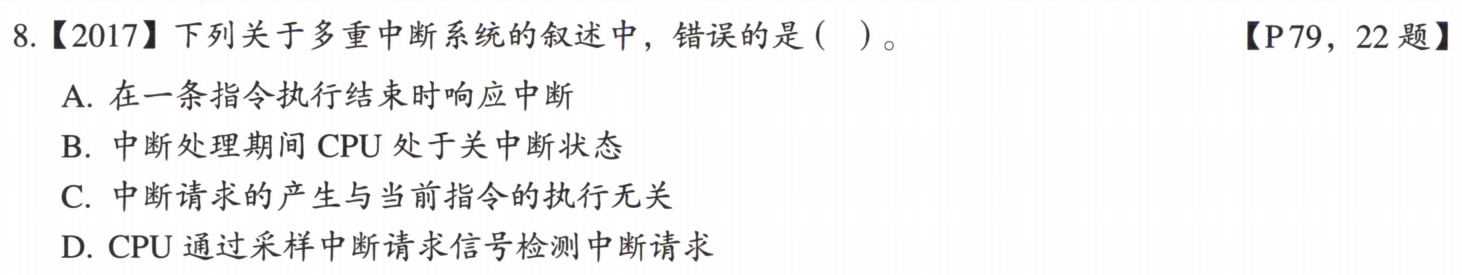 8.【2017】下列关于多重中断系统的叙述中，错误的是（ ）。 【P79，22 题】
A. 在一条指令执行结束时响应中断
B. 中断处理期间 CPU 处于关中断状态
C. 中断请求的产生与当前指令的执行无关
D. CPU 通过采样中断请求信号检测中断请求